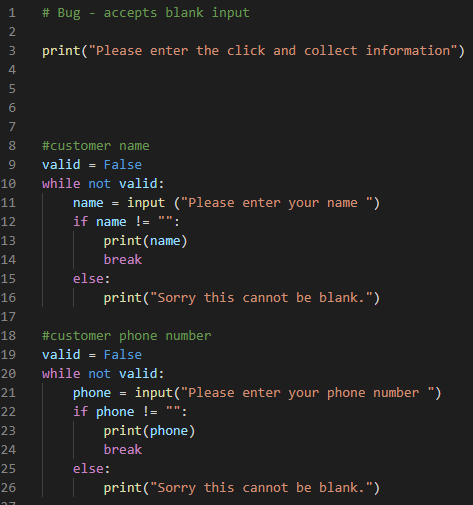 1 # Bug - accepts blank input
2
3 print("Please enter the click and collect information")
4
5
6
7
8 #customer name
9 valid = False
10 while not valid:
11 name = input ("Please enter your name ")
12 if name != "":
13 print(name)
14 break
15 else:
16 print("Sorry this cannot be blank.")
17
18 #customer phone number
19 valid = False
20 while not valid:
21 phone = input("Please enter your phone number ")
22 if phone != "":
23 print(phone)
24 break
25 else:
26 print("Sorry this cannot be blank.")
27